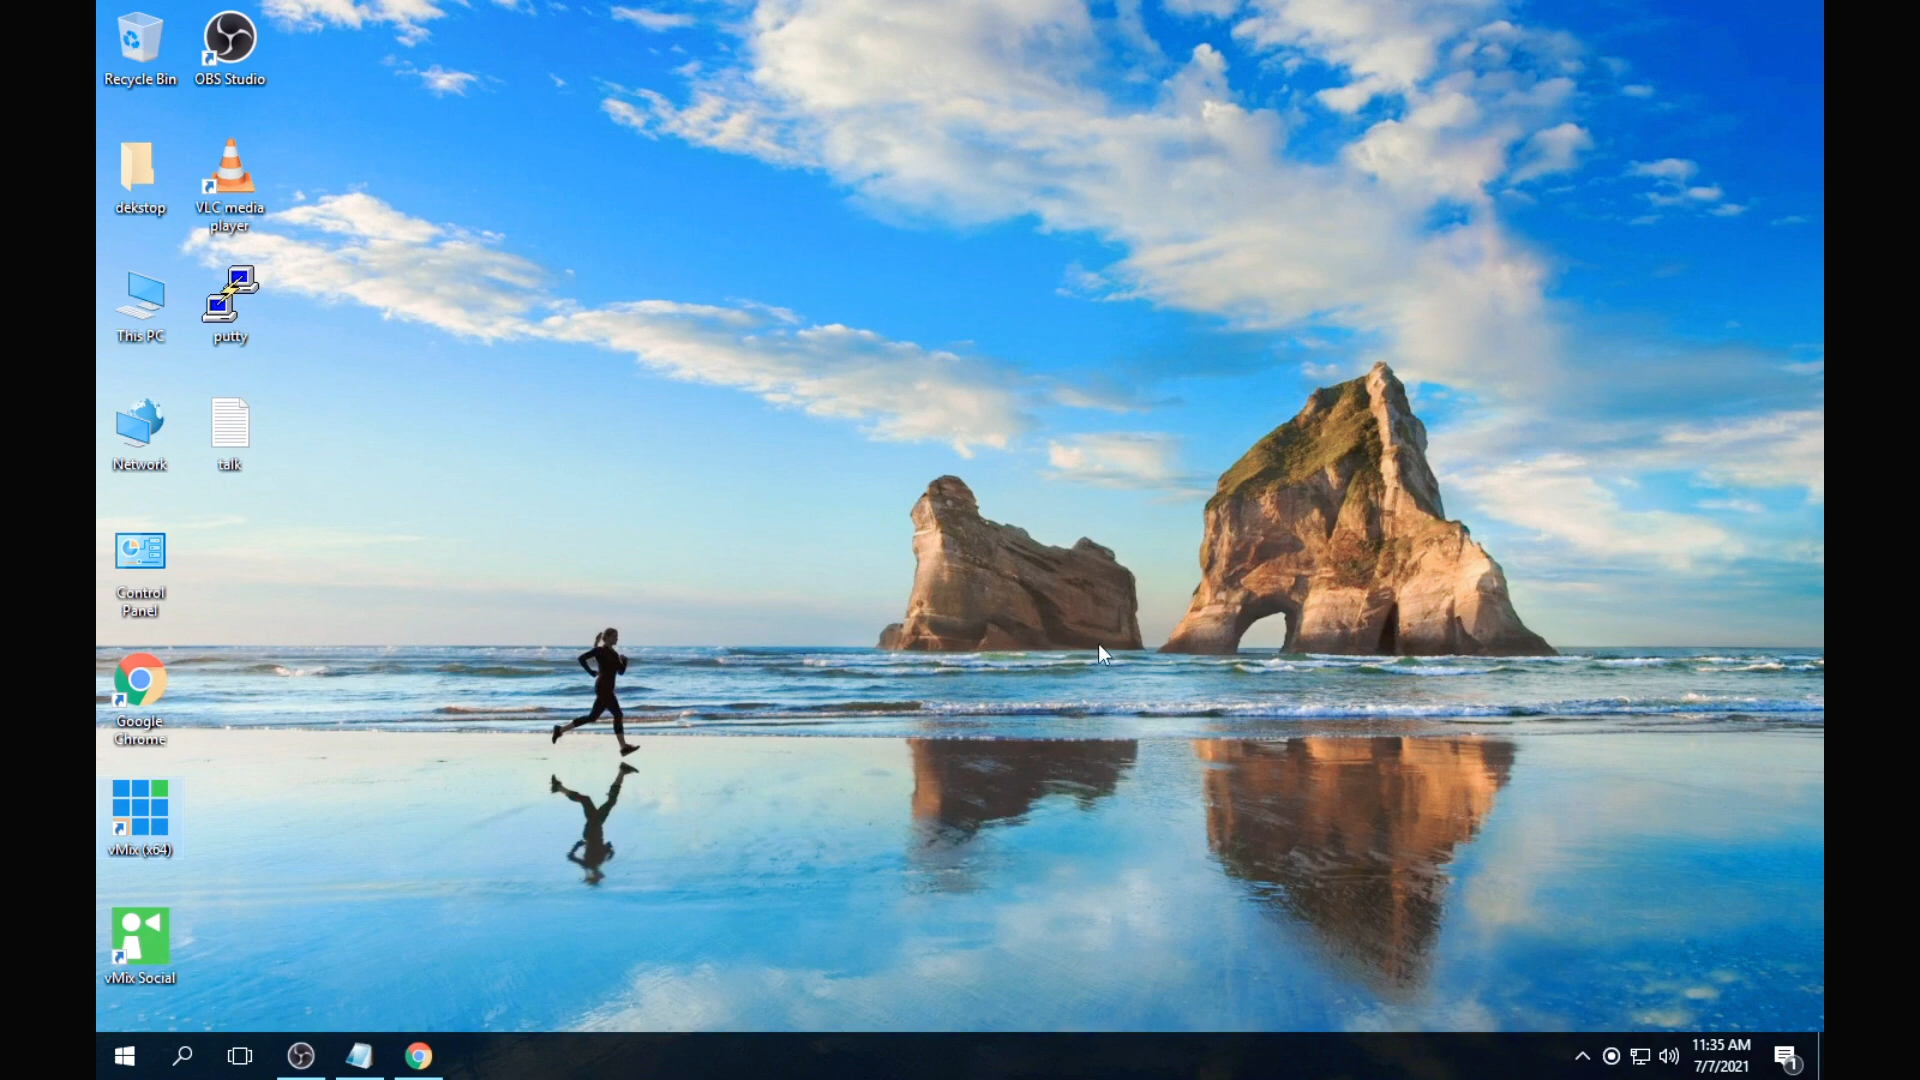 Recycle Bin
OBS Studio
dekstop
VLC media
player
This PC
putty
Network
talk
Control
Panel
Google
Chrome
vMix (x64)
vMix Social
11:35 AM
7/7/2021
1